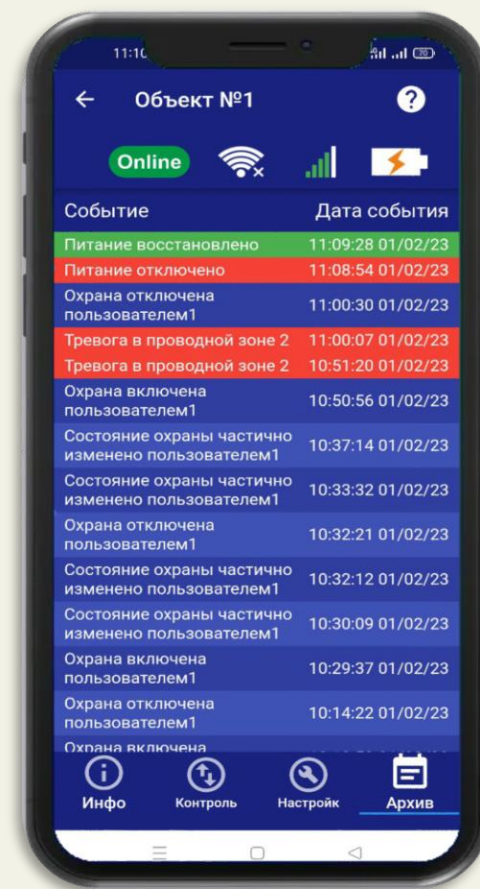 11:10
70
Объект №1
?
Online
Событие Дата события
Питание восстановлено 11:09:28 01/02/23
Питание отключено 11:08:54 01/02/23
Охрана отключена
пользователем1 11:00:30 01/02/23
Тревога в проводной зоне 2 11:00:07 01/02/23
Тревога в проводной зоне 2 10:51:20 01/02/23
Охрана включена
пользователем1 10:50:56 01/02/23
Состояние охраны частично
изменено пользователем1 10:37:14 01/02/23
Состояние охраны частично
изменено пользователем1 10:33:32 01/02/23
Охрана отключена
пользователем1 10:32:21 01/02/23
Состояние охраны частично
изменено пользователем1 10:32:12 01/02/23
Состояние охраны частично
изменено пользователем1 10:30:09 01/02/23
Охрана включена
пользователем1 10:29:37 01/02/23
Охрана отключена
пользователем1 10:14:22 01/02/23
Охрана включена
Инфо Контроль Настройк Архив